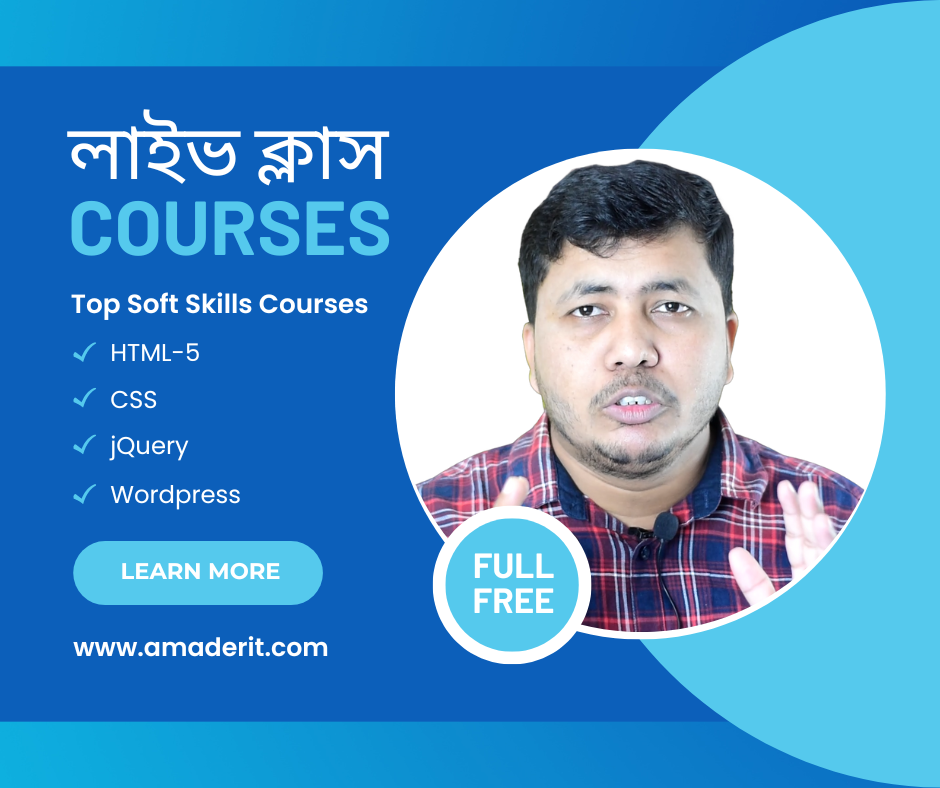 লাইভ ক্লাস
COURSES
Top Soft Skills Courses
HTML-5
CSS
jQuery
Wordpress
LEARN MORE
www.amaderit.com
FULL
FREE